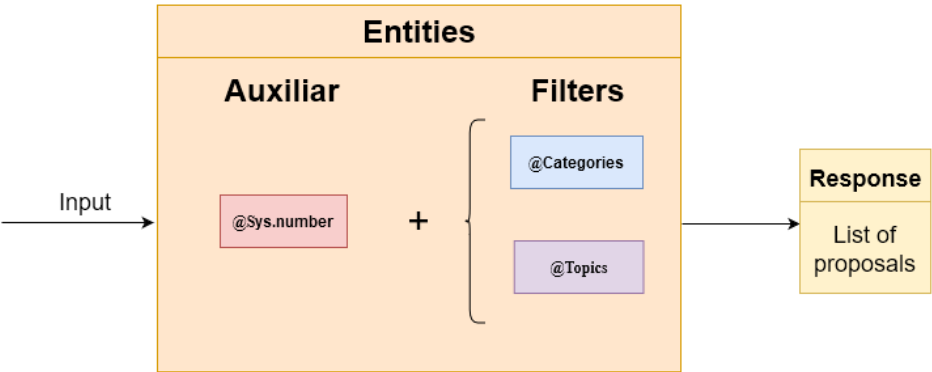 Entities
Auxiliar
Filters
@Categories
Input
@Sys.number
+
@Topics
Response
List of
proposals